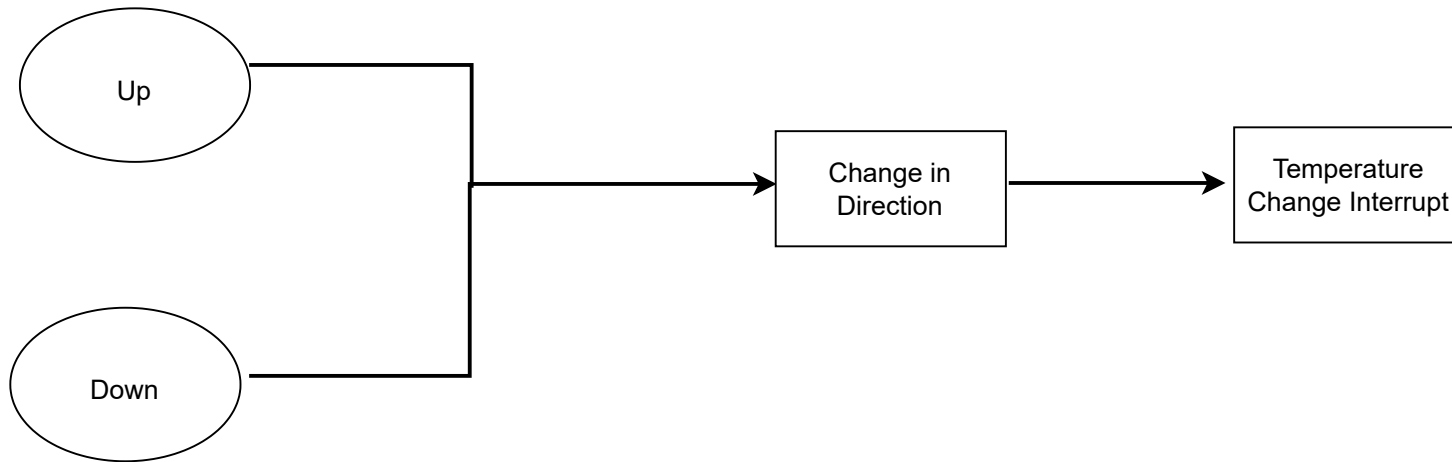 Up
Change in
Direction
Temperature
Change Interrupt
Down